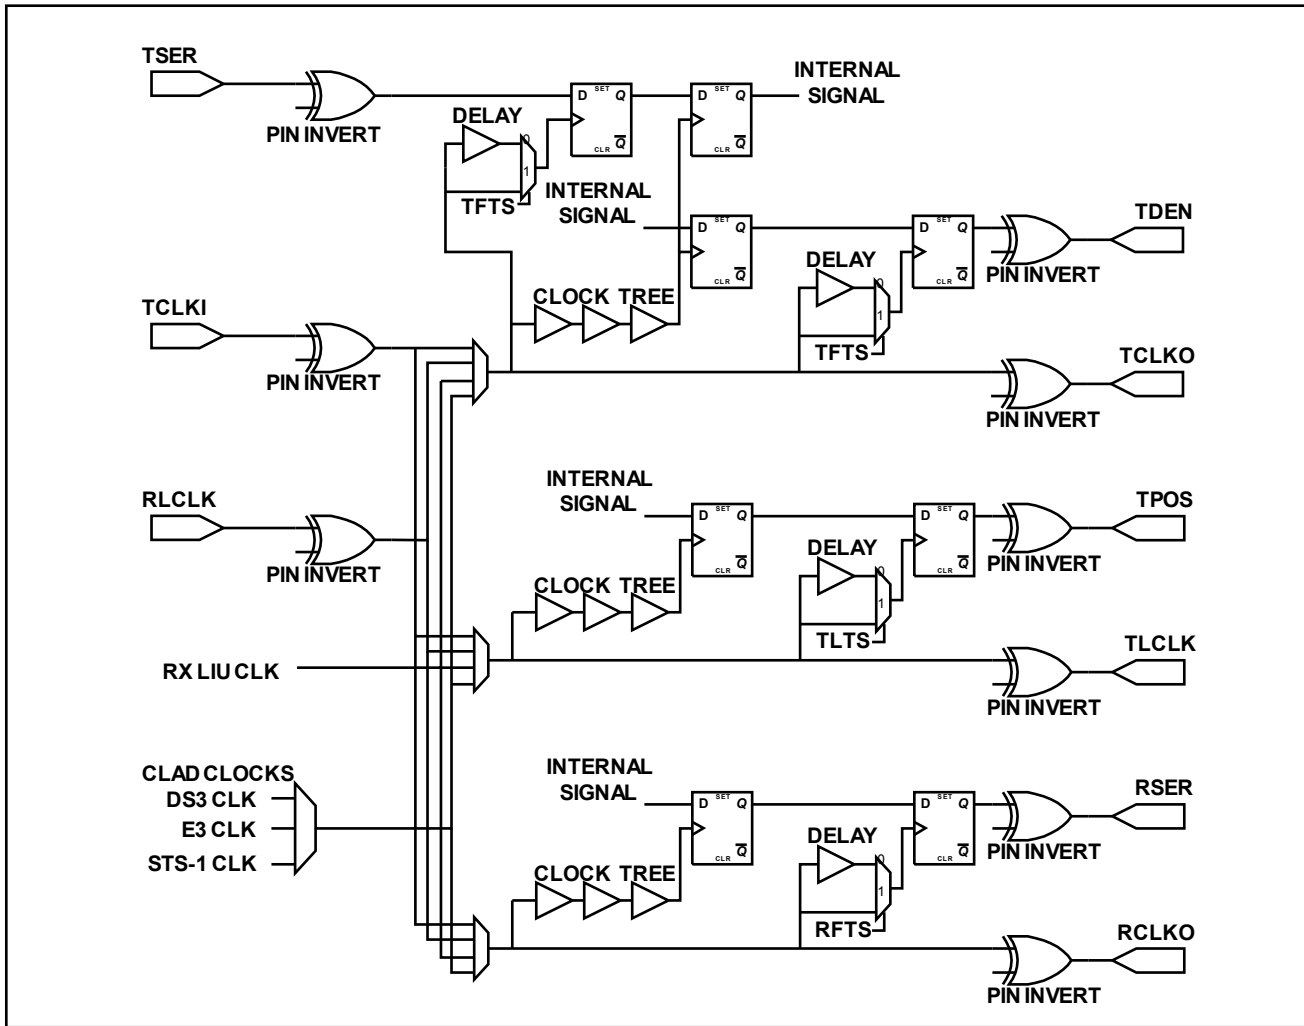 TSER
PIN INVERT
DELAY
0
1
TFTS
D SET Q
CLR Q
D SET Q
CLR Q
INTERNAL
SIGNAL
INTERNAL
SIGNAL
D SET Q
CLR Q
DELAY
0
1
TFTS
D SET Q
CLR Q
PIN INVERT
TDEN
TCLKI
PIN INVERT
CLOCK TREE
PIN INVERT
TCLKO
RLCLK
PIN INVERT
INTERNAL
SIGNAL
D SET Q
CLR Q
CLOCK TREE
DELAY
0
1
TLTS
D SET Q
CLR Q
PIN INVERT
TPOS
RX LIU CLK
PIN INVERT
TLCLK
CLAD CLOCKS
DS3 CLK
E3 CLK
STS-1 CLK
INTERNAL
SIGNAL
D SET Q
CLR Q
CLOCK TREE
DELAY
0
1
RFTS
D SET Q
CLR Q
PIN INVERT
RSER
PIN INVERT
RCLKO